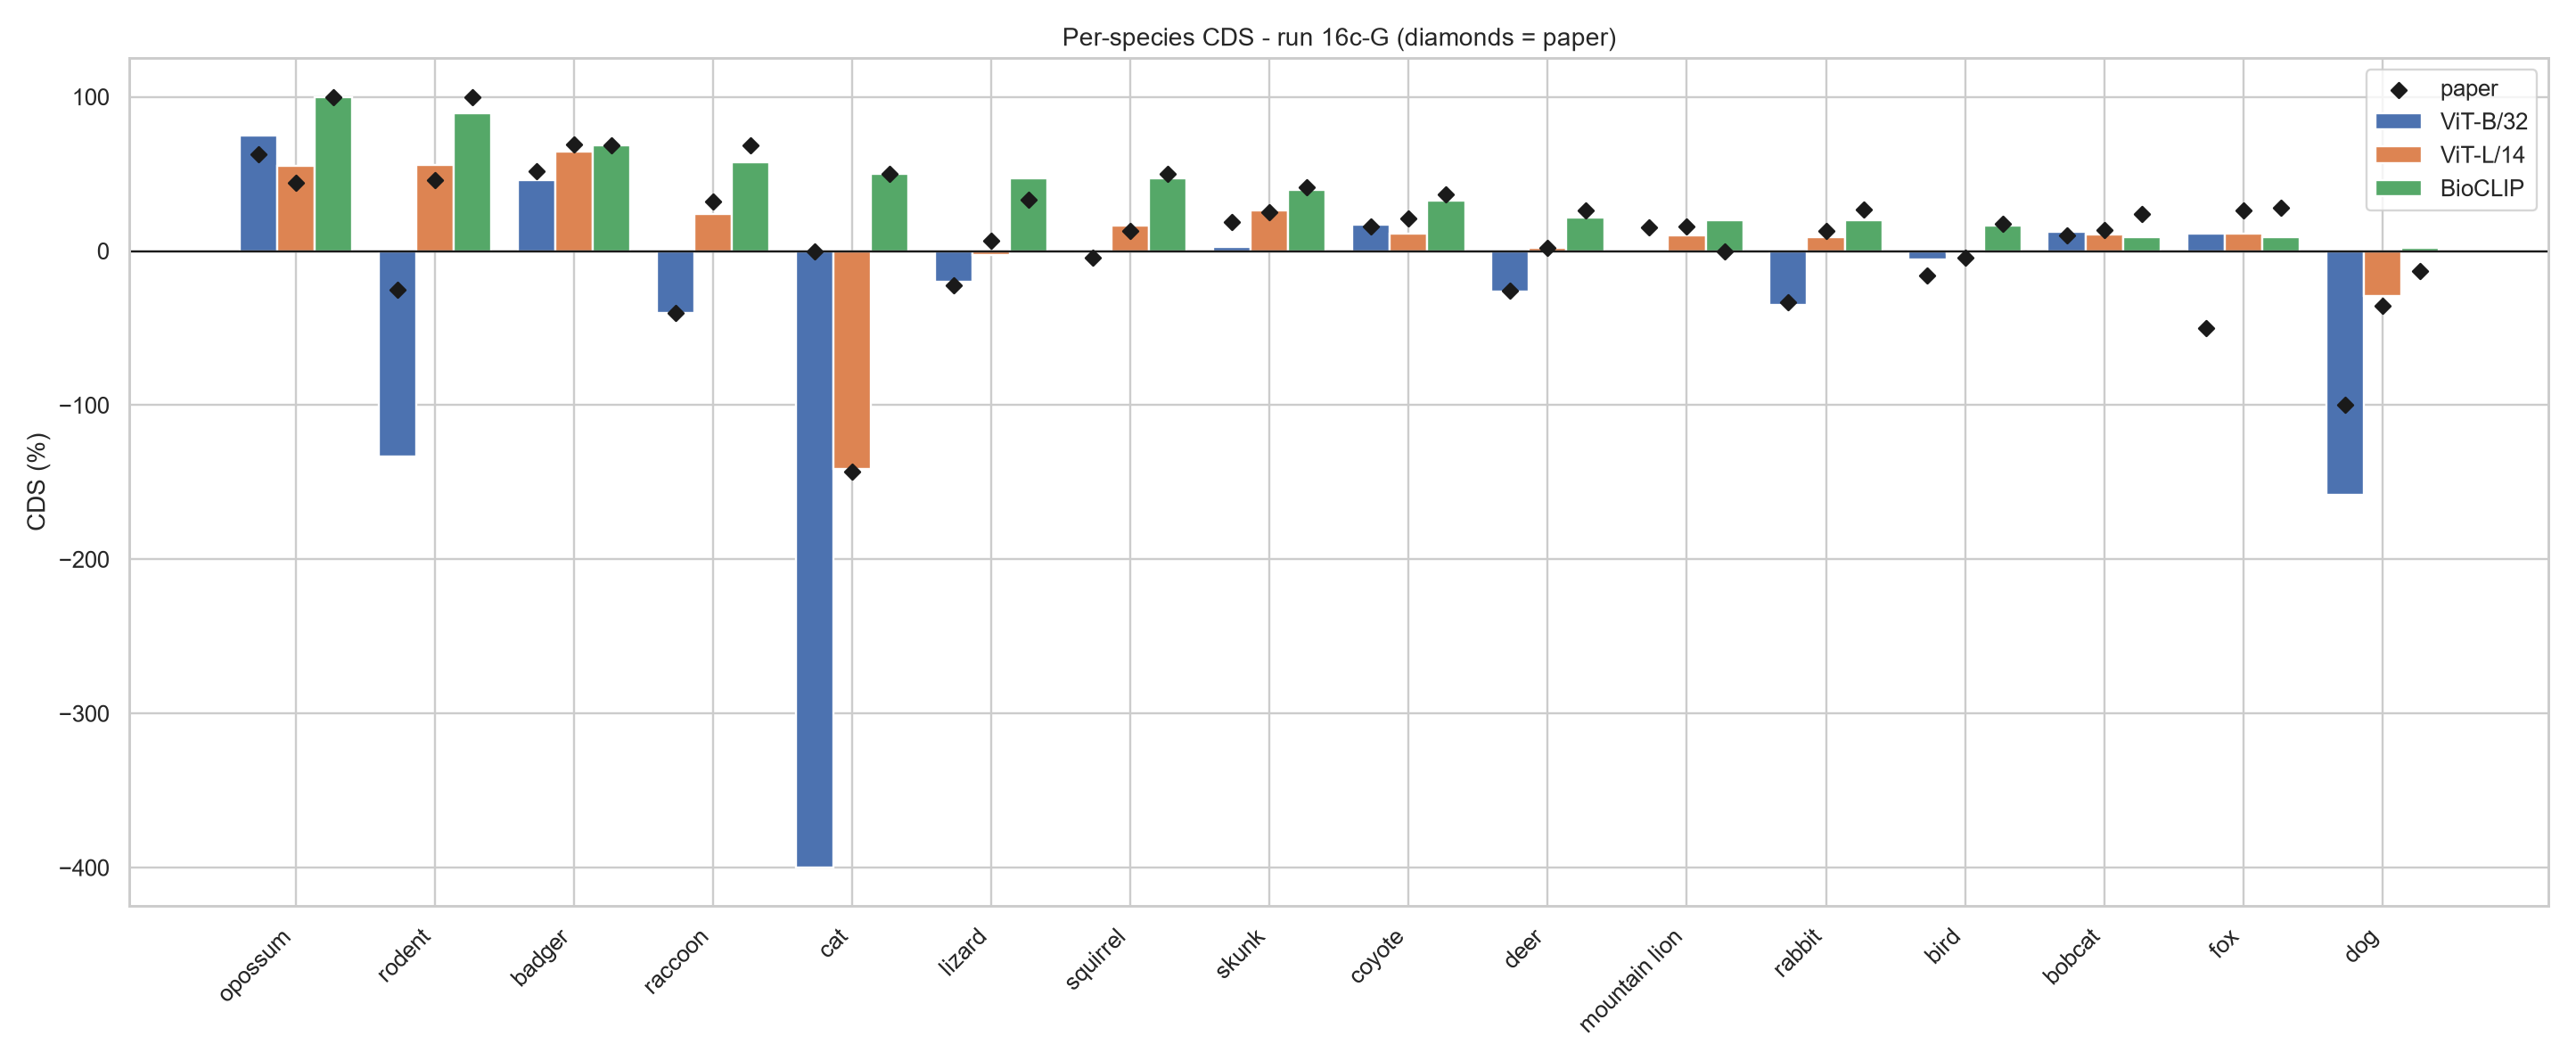 Per-species CDS - run 16c-G (diamonds = paper)
paper
ViT-B/32
ViT-L/14
BioCLIP
CDS (%)
100
0
−100
−200
−300
−400
opossum
rodent
badger
raccoon
cat
lizard
squirrel
skunk
coyote
deer
mountain lion
rabbit
bird
bobcat
fox
dog